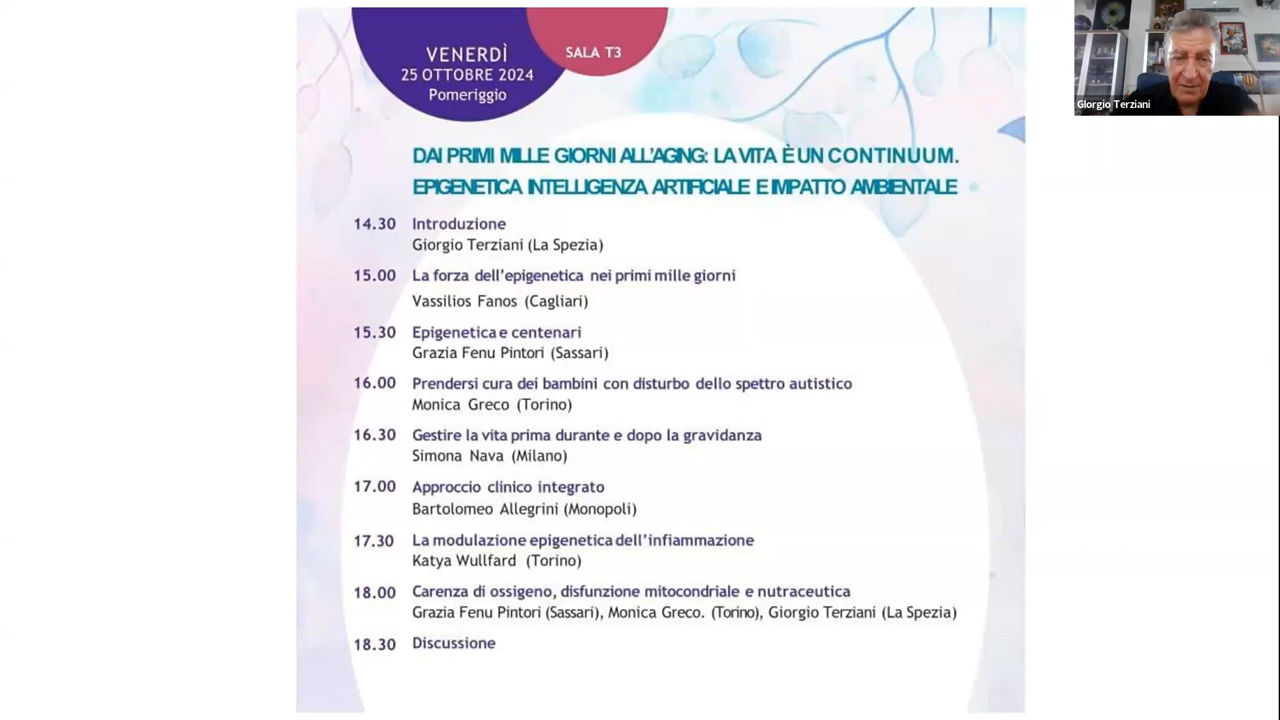 VENERDÌ
25 OTTOBRE 2024
Pomeriggio
SALA T3
GIorgio Terziani
DAI PRIMI MILLE GIORNI ALL'AGING: LA VITA È UN CONTINUUM.
EPIGENETICA INTELLIGENZA ARTIFICIALE E IMPATTO AMBIENTALE
14.30 Introduzione
Giorgio Terziani (La Spezia)
15.00 La forza dell'epigenetica nei primi mille giorni
Vassilios Fanos (Cagliari)
15.30 Epigenetica e centenari
Grazia Fenu Pintori (Sassari)
16.00 Prendersi cura dei bambini con disturbo dello spettro autistico
Monica Greco (Torino)
16.30 Gestire la vita prima durante e dopo la gravidanza
Simona Nava (Milano)
17.00 Approccio clinico integrato
Bartolomeo Allegrini (Monopoli)
17.30 La modulazione epigenetica dell'infiammazione
Katya Wullfard (Torino)
18.00 Carenza di ossigeno, disfunzione mitocondriale e nutraceutica
Grazia Fenu Pintori (Sassari), Monica Greco. (Torino), Giorgio Terziani (La Spezia)
18.30 Discussione